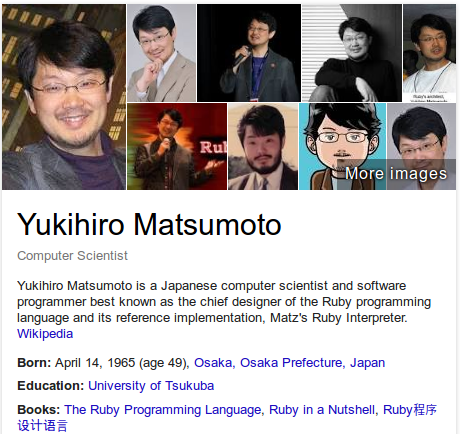 Ruby's architect,
Rub
More images
Yukihiro Matsumoto
Computer Scientist
Yukihiro Matsumoto is a Japanese computer scientist and software
programmer best known as the chief designer of the Ruby programming
language and its reference implementation, Matz's Ruby Interpreter.
Wikipedia
Born: April 14, 1965 (age 49), Osaka, Osaka Prefecture, Japan
Education: University of Tsukuba
Books: The Ruby Programming Language, Ruby in a Nutshell, Ruby程序
设计语言